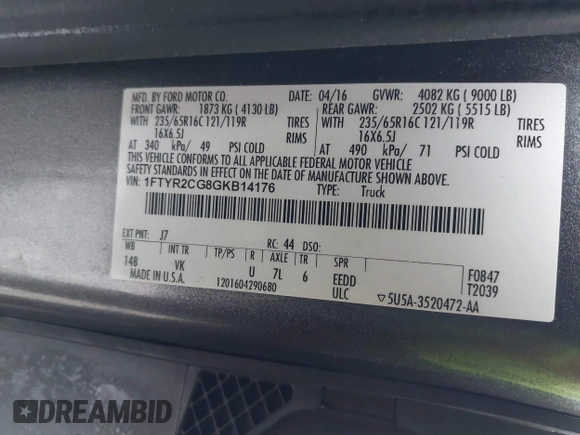 MFD. BY FORD MOTOR CO. DATE: 04/16 GVWR: 4082 KG ( 9000 LB)
FRONT GAWR: 1873 KG ( 4130 LB) REAR GAWR: 2502 KG ( 5515 LB)
WITH 235/65R16C 121/119R TIRES WITH 235/65R16C 121/119R TIRES
16X6.5J RIMS 16X6.5J RIMS
AT 340 kPa/ 49 PSI COLD AT 490 kPa/ 71 PSI COLD
THIS VEHICLE CONFORMS TO ALL APPLICABLE FEDERAL MOTOR VEHICLE
SAFETY STANDARDS IN EFFECT ON THE DATE OF MANUFACTURE SHOWN ABOVE.
VIN: 1FTYR2CG8GKB14176 TYPE: Truck
EXT PNT: J7 RC: 44 DSO:
WB INT TR TP/PS R AXLE TR SPR
148 VK U 7L 6 EEDD F0847
MADE IN U.S.A. 1201604290680 ULC T2039
▽5U5A-3520472-AA
DREAMBID